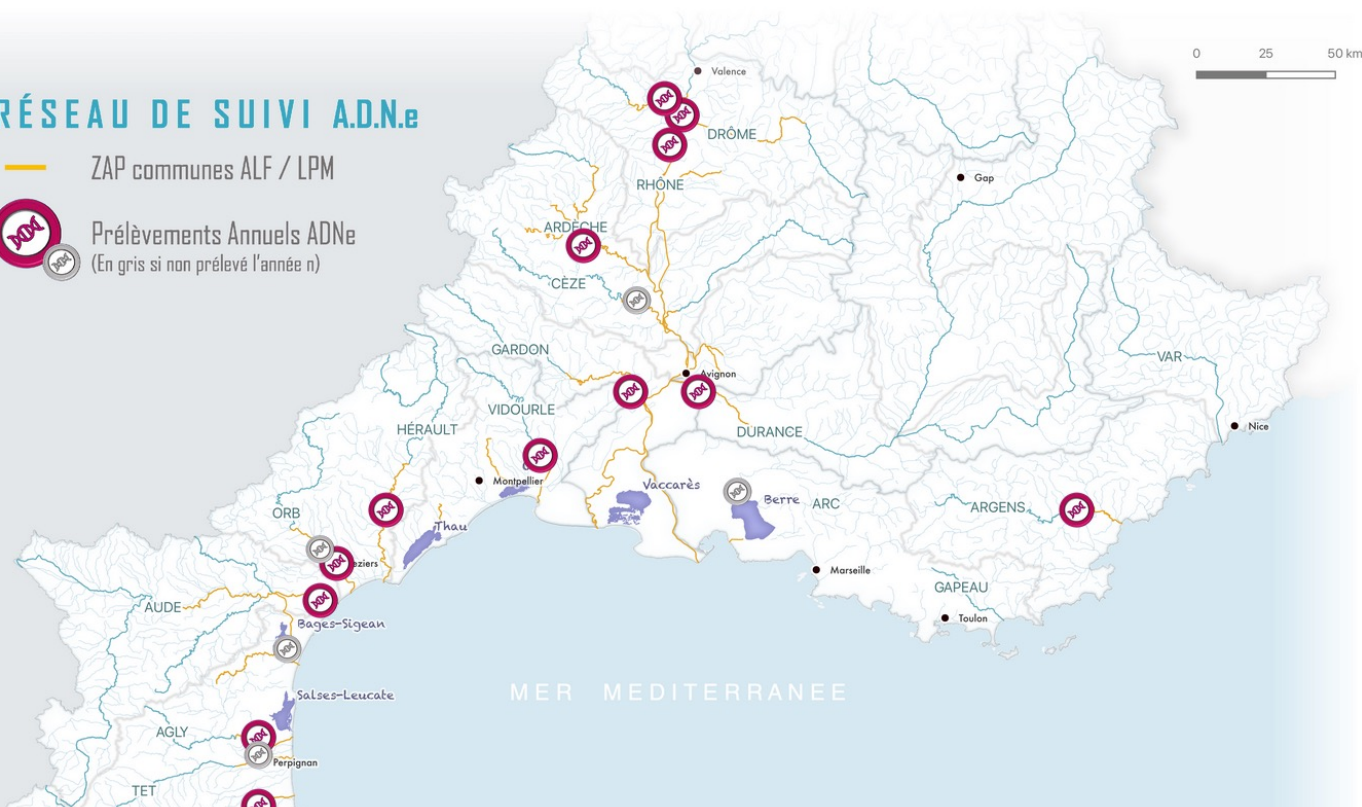 0 25 50 km
Valence
RÉSEAU DE SUIVI A.D.N.e
DRÔME
ZAP communes ALF / LPM
Gap
RHÔNE
ARDÈCHE
Prélèvements Annuels ADNe
(En gris si non prélevé l'année n)
CÈZE
GARDON
VAR
Avignon
VIDOURLE
HÉRAULT
DURANCE
Nice
Montpellier
Vaccarès
Berre
ARC
ARGENS
ORB
Thau
eziers
Marseille
GAPEAU
AUDE
Toulon
Bages-Sigean
MER MEDITERRANEE
Salses-Leucate
AGLY
Perpignan
TET